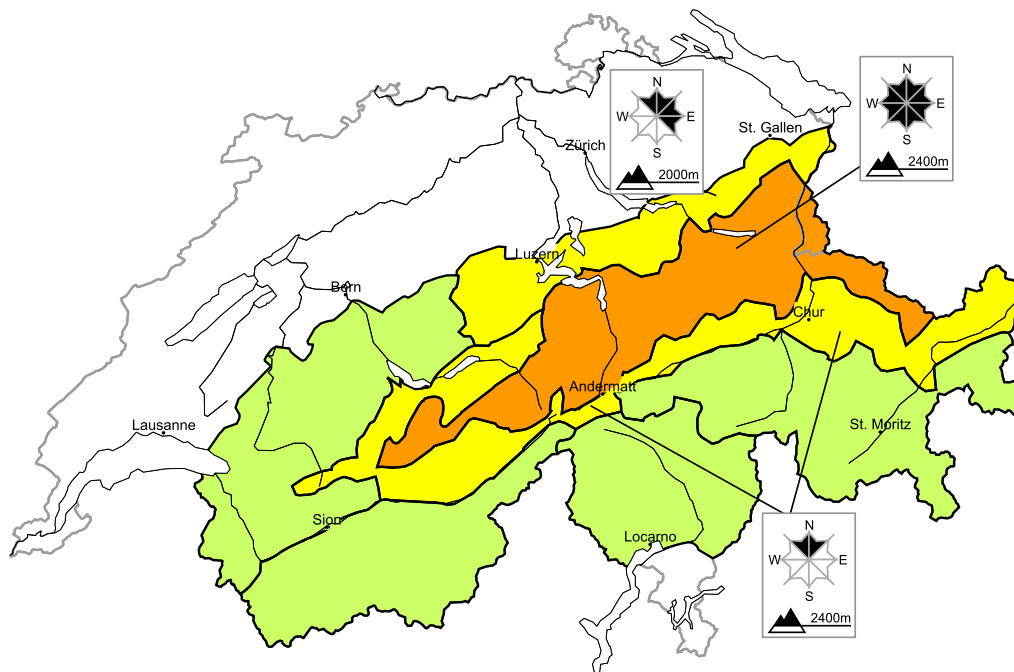 N
W E
S
2000m
N
W E
S
2400m
St. Gallen
Zürich
Luzern
Bern
Chur
Andermatt
Lausanne
St. Moritz
Sion
Locarno
N
W E
S
2400m